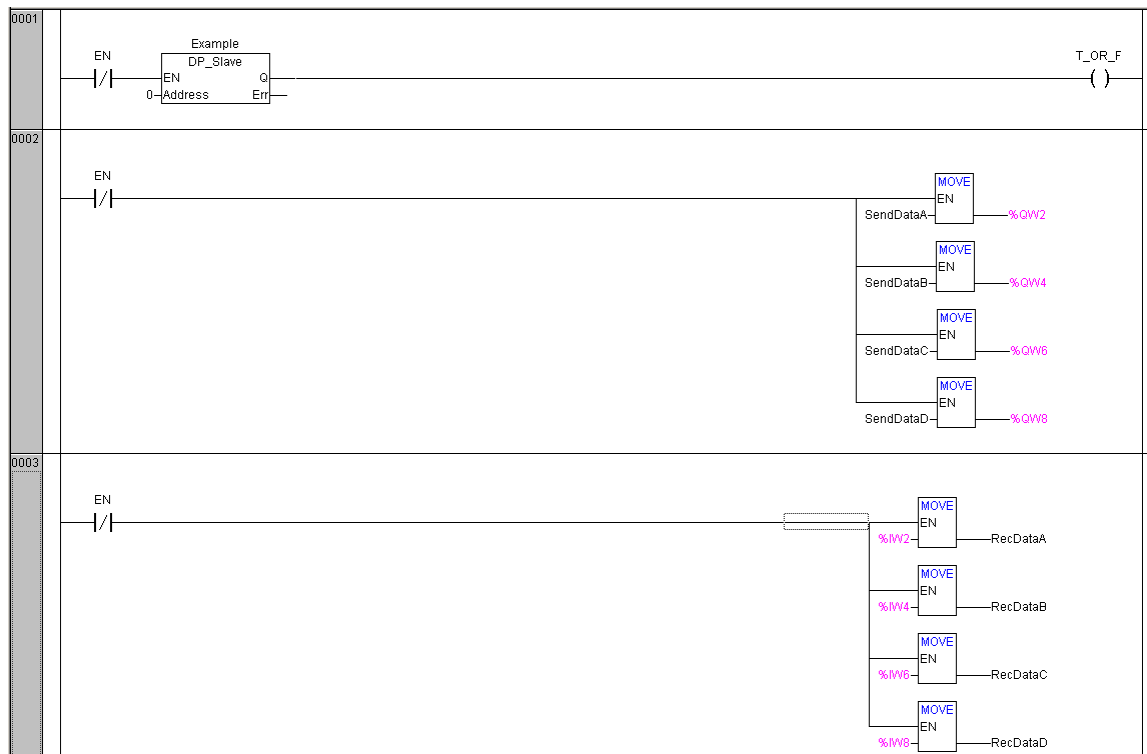 0001
Example
EN
DP_Slave
T_OR_F
EN Q
0 Address Err
0002
EN
MOVE
EN
SendDataA %QW2
MOVE
EN
SendDataB %QW4
MOVE
EN
SendDataC %QW6
MOVE
EN
SendDataD %QW8
0003
EN
MOVE
EN
%IW2 RecDataA
MOVE
EN
%IW4 RecDataB
MOVE
EN
%IW6 RecDataC
MOVE
EN
%IW8 RecDataD